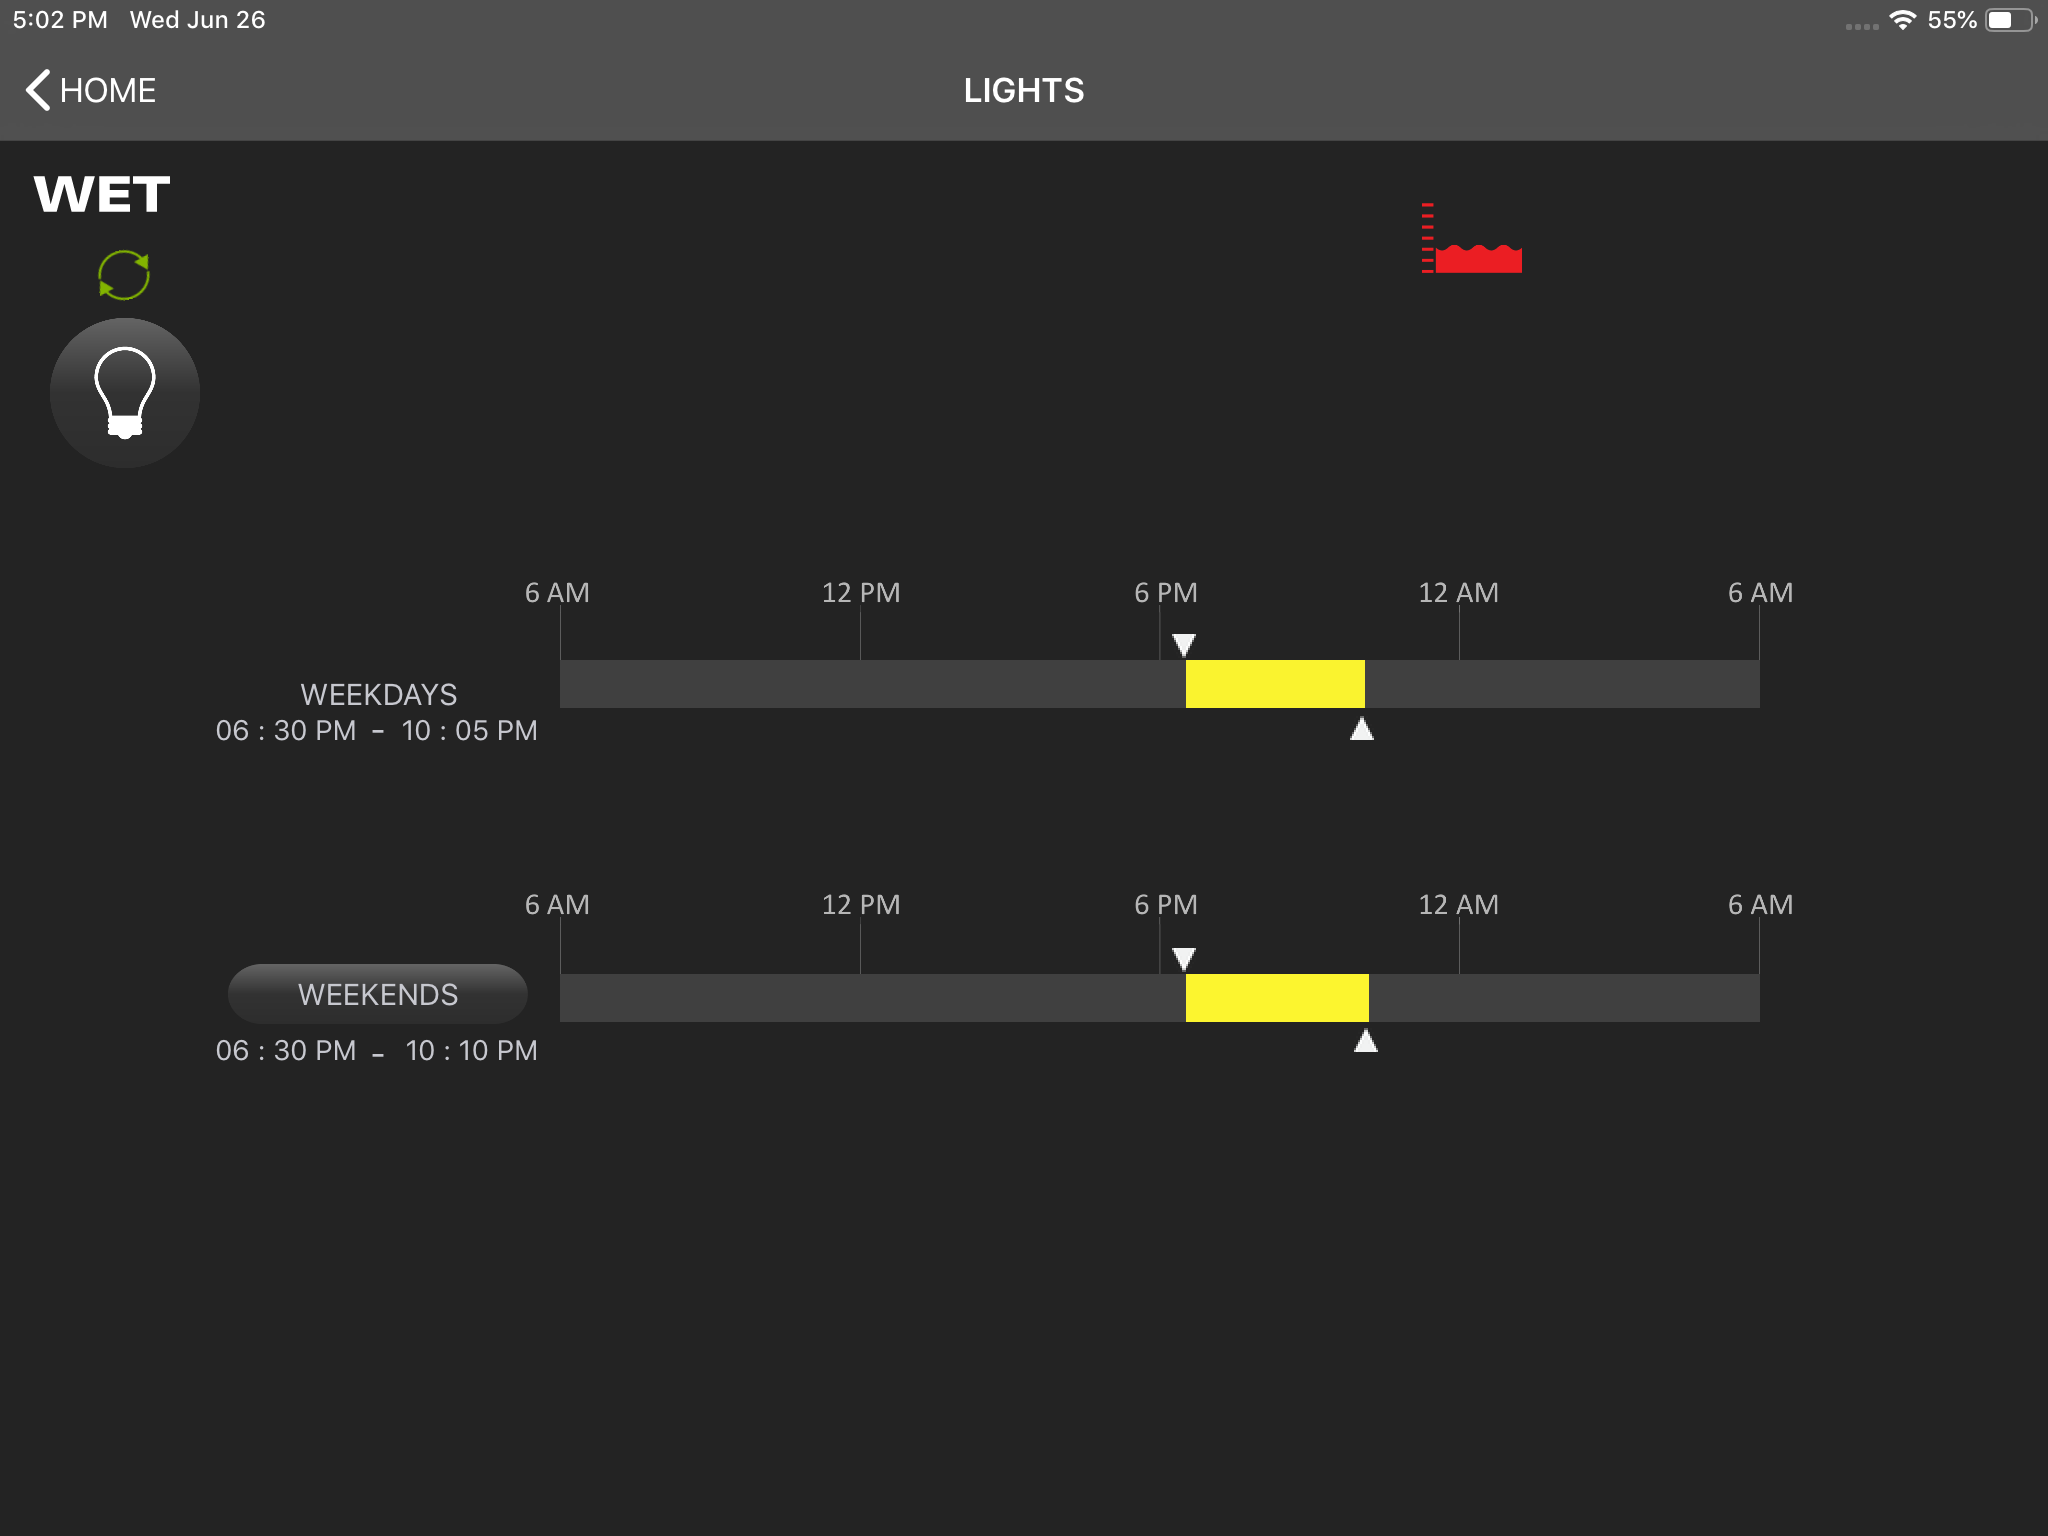 5:02 PM Wed Jun 26 55%
HOME LIGHTS
WET
6 AM 12 PM 6 PM 12 AM 6 AM
WEEKDAYS
06 : 30 PM - 10 : 05 PM
6 AM 12 PM 6 PM 12 AM 6 AM
WEEKENDS
06 : 30 PM - 10 : 10 PM